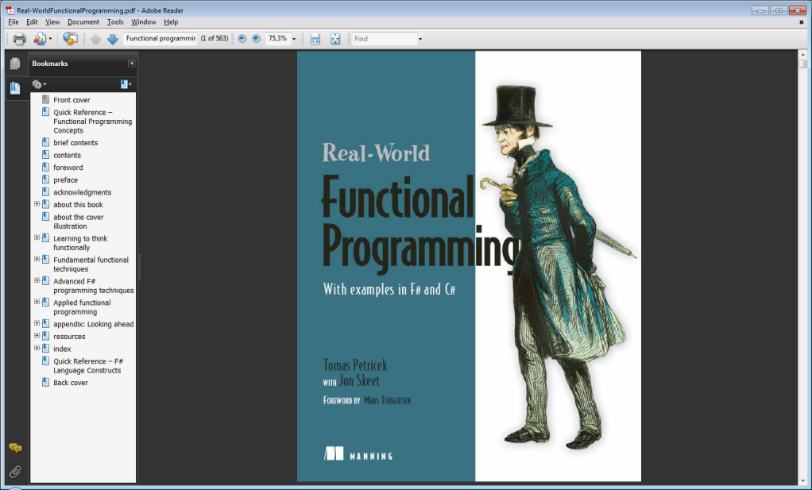 Real-WorldFunctionalProgramming.pdf - Adobe Reader
File Edit View Document Tools Window Help
Functional programmir (1 of 563) 75,3% Find
Bookmarks
Front cover
Quick Reference –
Functional Programming
Concepts
brief contents
contents
foreword
preface
acknowledgments
about this book
about the cover
illustration
Learning to think
functionally
Fundamental functional
techniques
Advanced F#
programming techniques
Applied functional
programming
appendix: Looking ahead
resources
index
Quick Reference – F#
Language Constructs
Back cover
Real-World
Functional
Programming
With examples in F# and C#
Tomas Petricek
WITH Jon Skeet
FOREWORD BY MADS TORGERSEN
MANNING